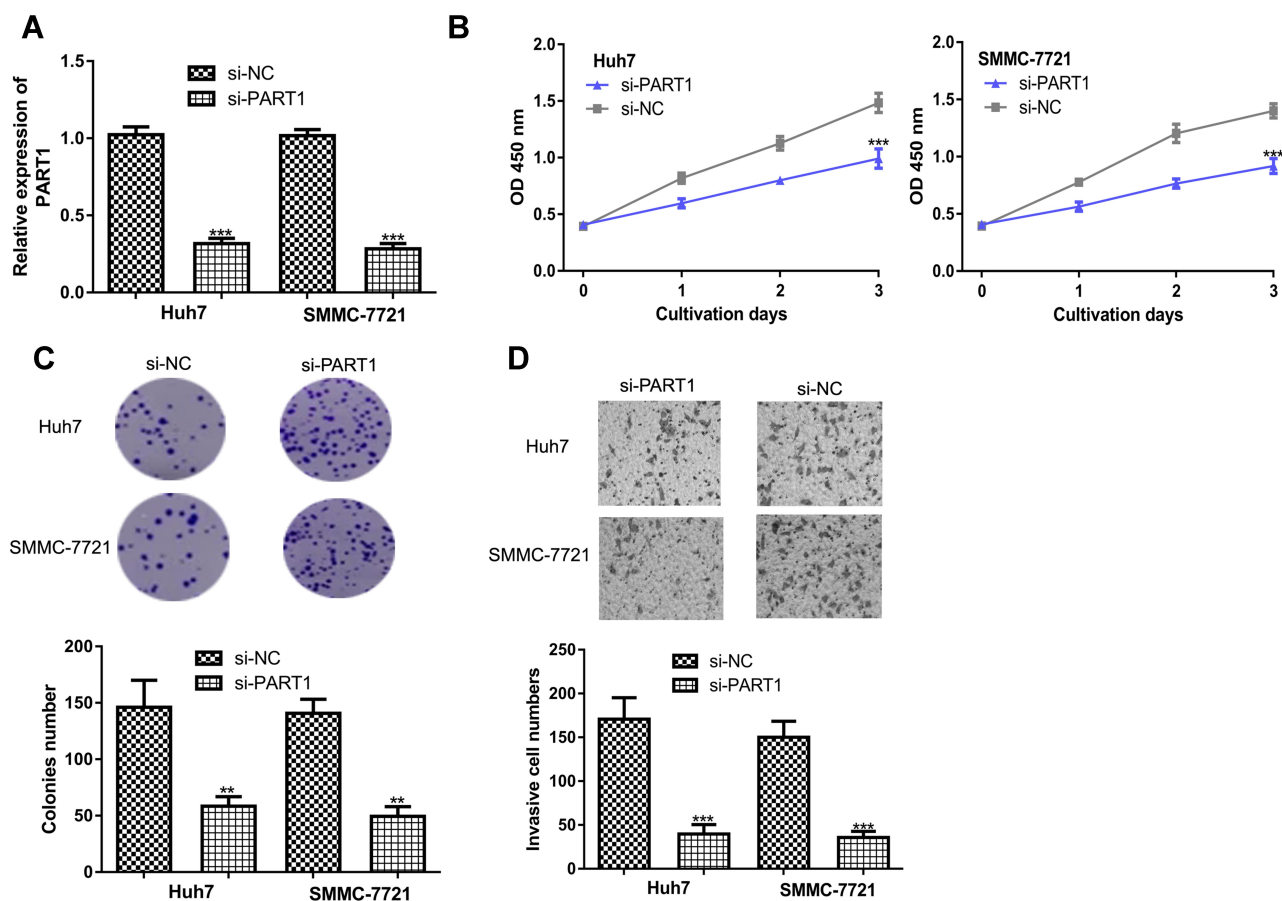 A
Relative expression of
PART1
1.5
1.0
0.5
0.0
si-NC
si-PART1
***
***
Huh7
SMMC-7721
B
OD 450 nm
2.0
1.5
1.0
0.5
0.0
Huh7
si-PART1
si-NC
***
0
1
2
3
Cultivation days
OD 450 nm
2.0
1.5
1.0
0.5
0.0
SMMC-7721
si-PART1
si-NC
***
0
1
2
3
Cultivation days
C
si-NC
si-PART1
Huh7
SMMC-7721
Colonies number
200
150
100
50
0
si-NC
si-PART1
**
**
Huh7
SMMC-7721
D
si-PART1
si-NC
Huh7
SMMC-7721
Invasive cell numbers
250
200
150
100
50
0
si-NC
si-PART1
***
***
Huh7
SMMC-7721